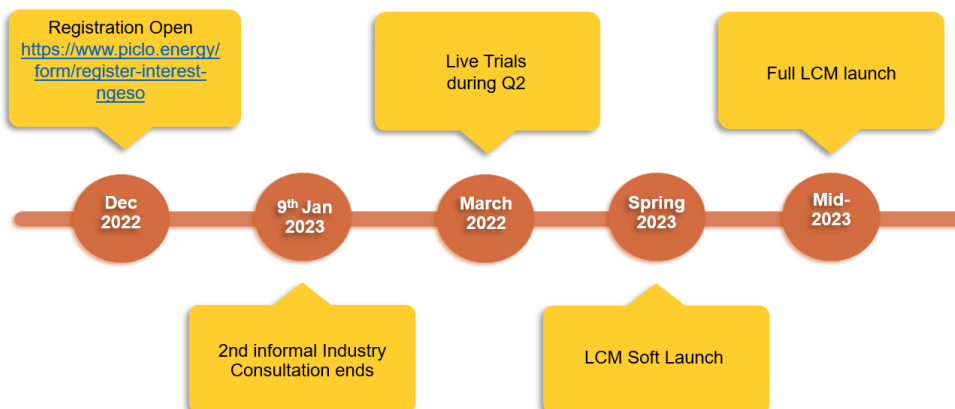 Registration Open
https://www.piclo.energy/
form/register-interest-
ngeso
Live Trials
during Q2
Full LCM launch
Dec
2022
9th Jan
2023
March
2022
Spring
2023
Mid-
2023
2nd informal Industry
Consultation ends
LCM Soft Launch